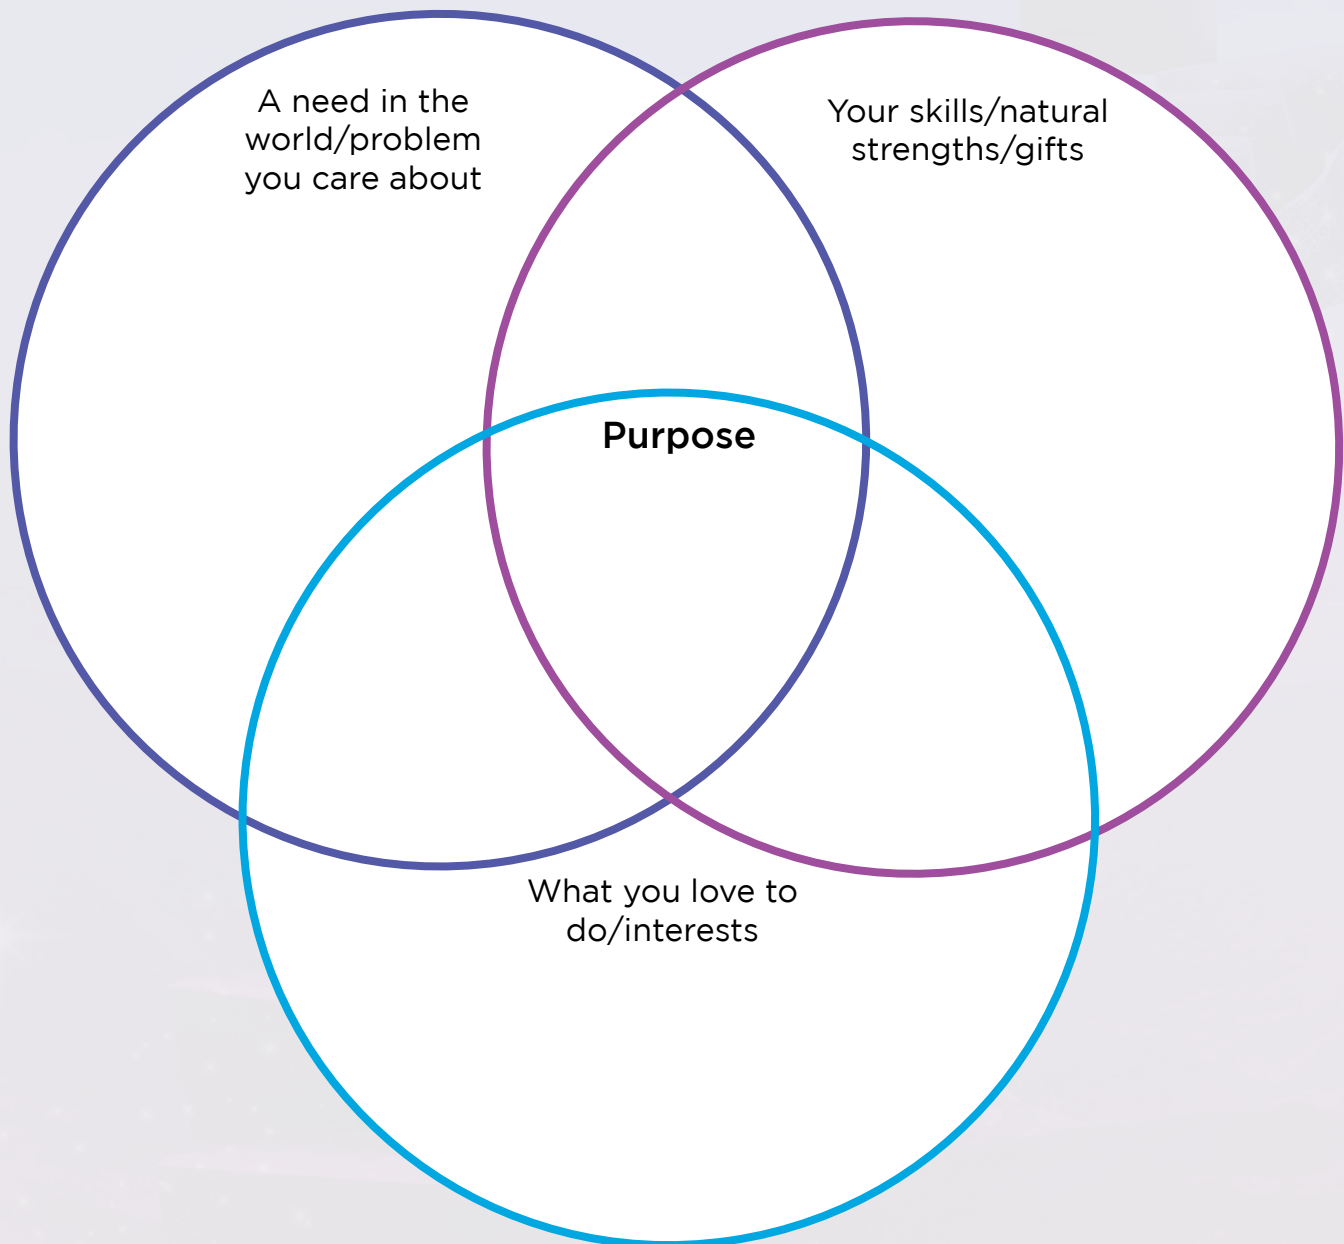 A need in the
world/problem
you care about
Your skills/natural
strengths/gifts
Purpose
What you love to
do/interests